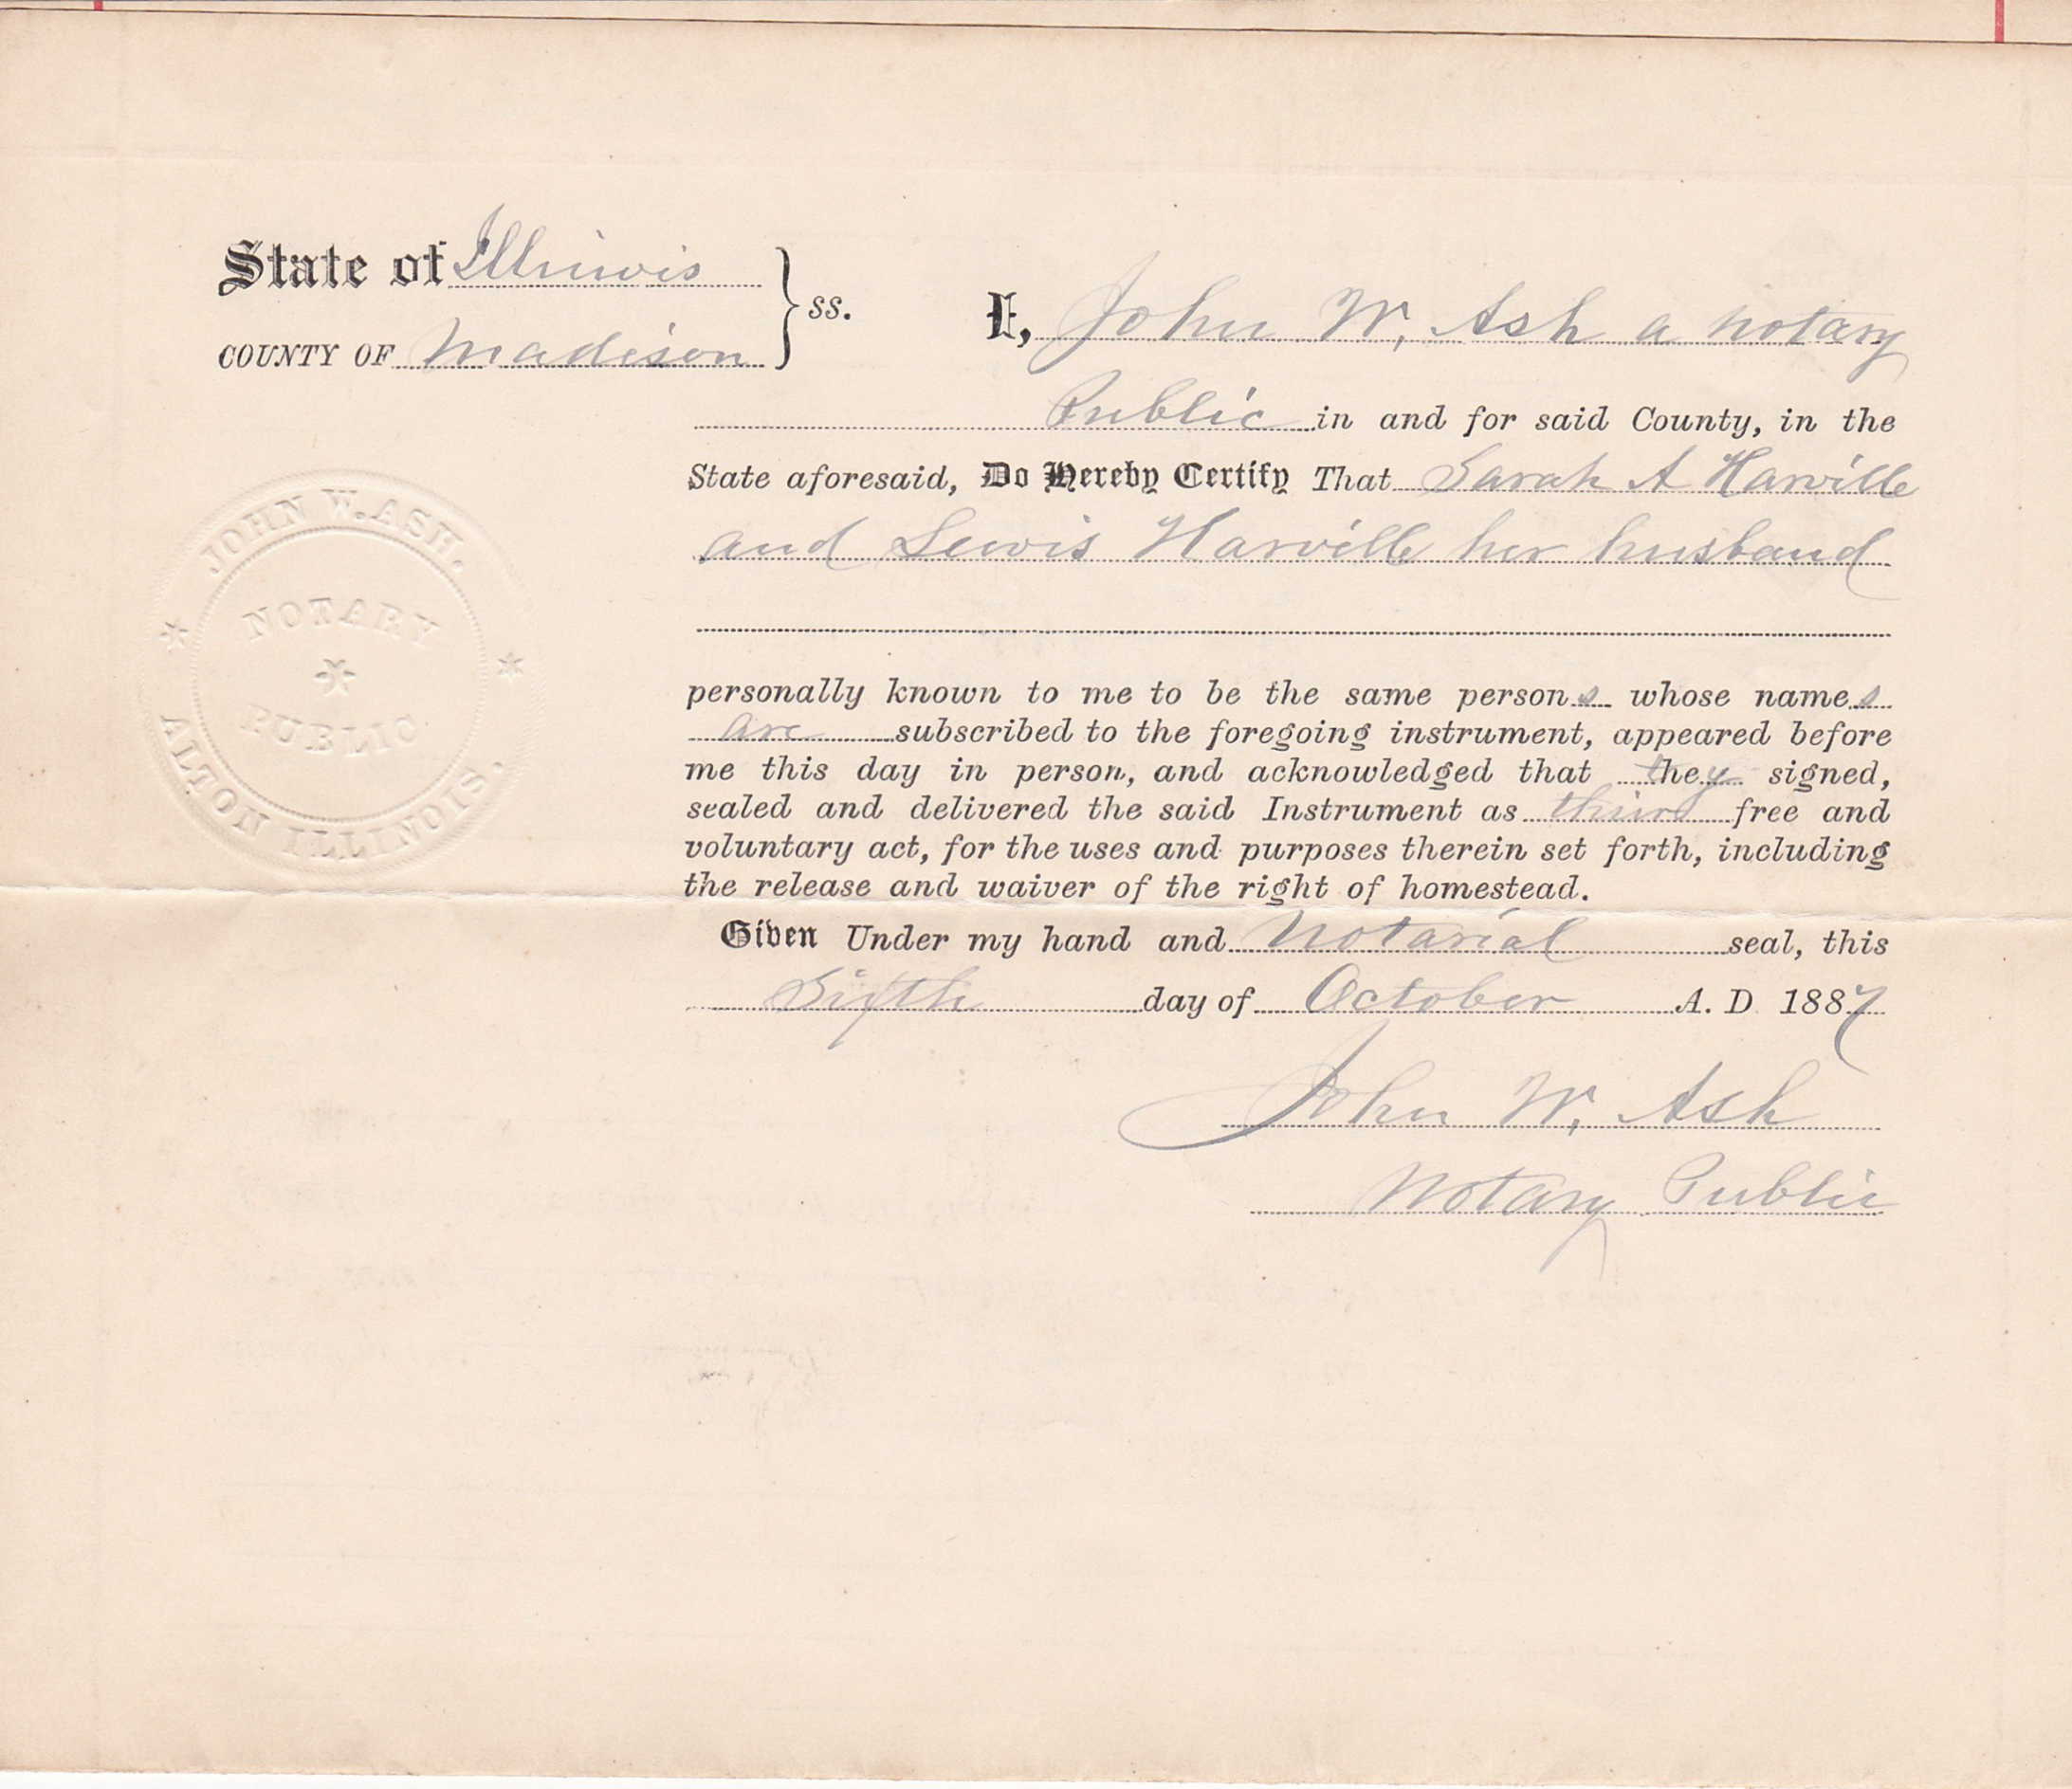 State of Illinois
COUNTY OF Madison
} ss.
I, John W. Ash a notary
Public in and for said County, in the
State aforesaid, Do Hereby Certify That Sarah A Harville
and Lewis Harville her husband
personally known to me to be the same persons whose names
are subscribed to the foregoing instrument, appeared before
me this day in person, and acknowledged that they signed,
sealed and delivered the said Instrument as free and
voluntary act, for the uses and purposes therein set forth, including
the release and waiver of the right of homestead.
Given Under my hand and Notarial seal, this
Sixth day of October A. D. 1887
John W. Ash
Notary Public
JOHN W. ASH.
NOTARY
PUBLIC
ALTON ILLINOIS.